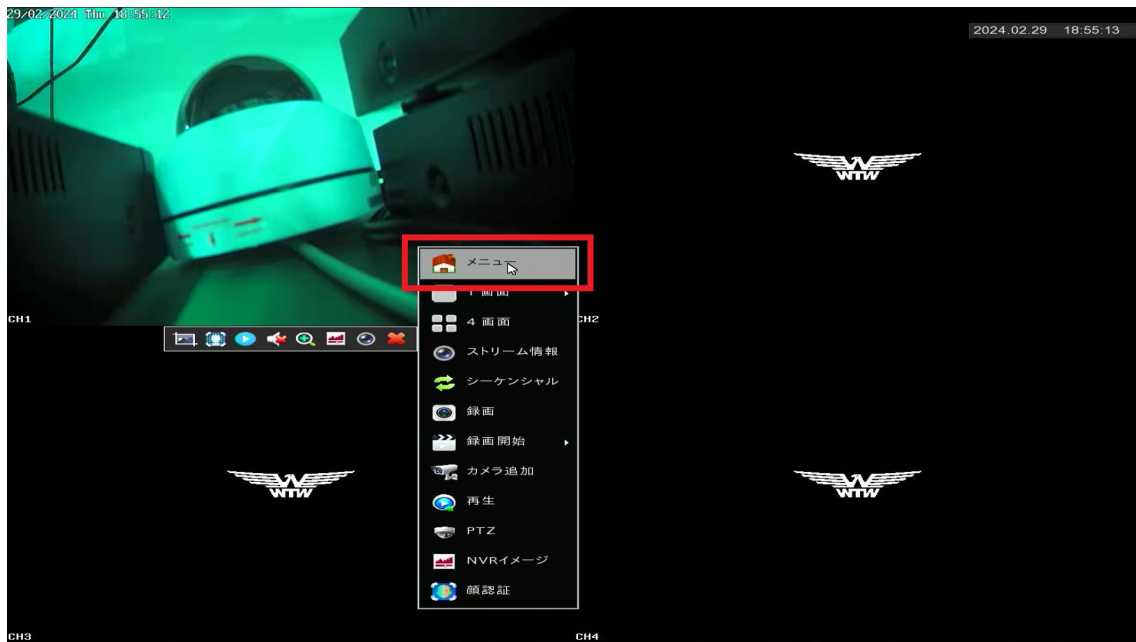 29/02/2024 Thu 18:55:12
2024.02.29 18:55:13
WTW
メニュー
1 画面
CH1
4 画面
CH2
ストリーム情報
シーケンシャル
録画
録画開始
カメラ追加
WTW
WTW
再生
PTZ
NVRイメージ
顔認証
CH3
CH4